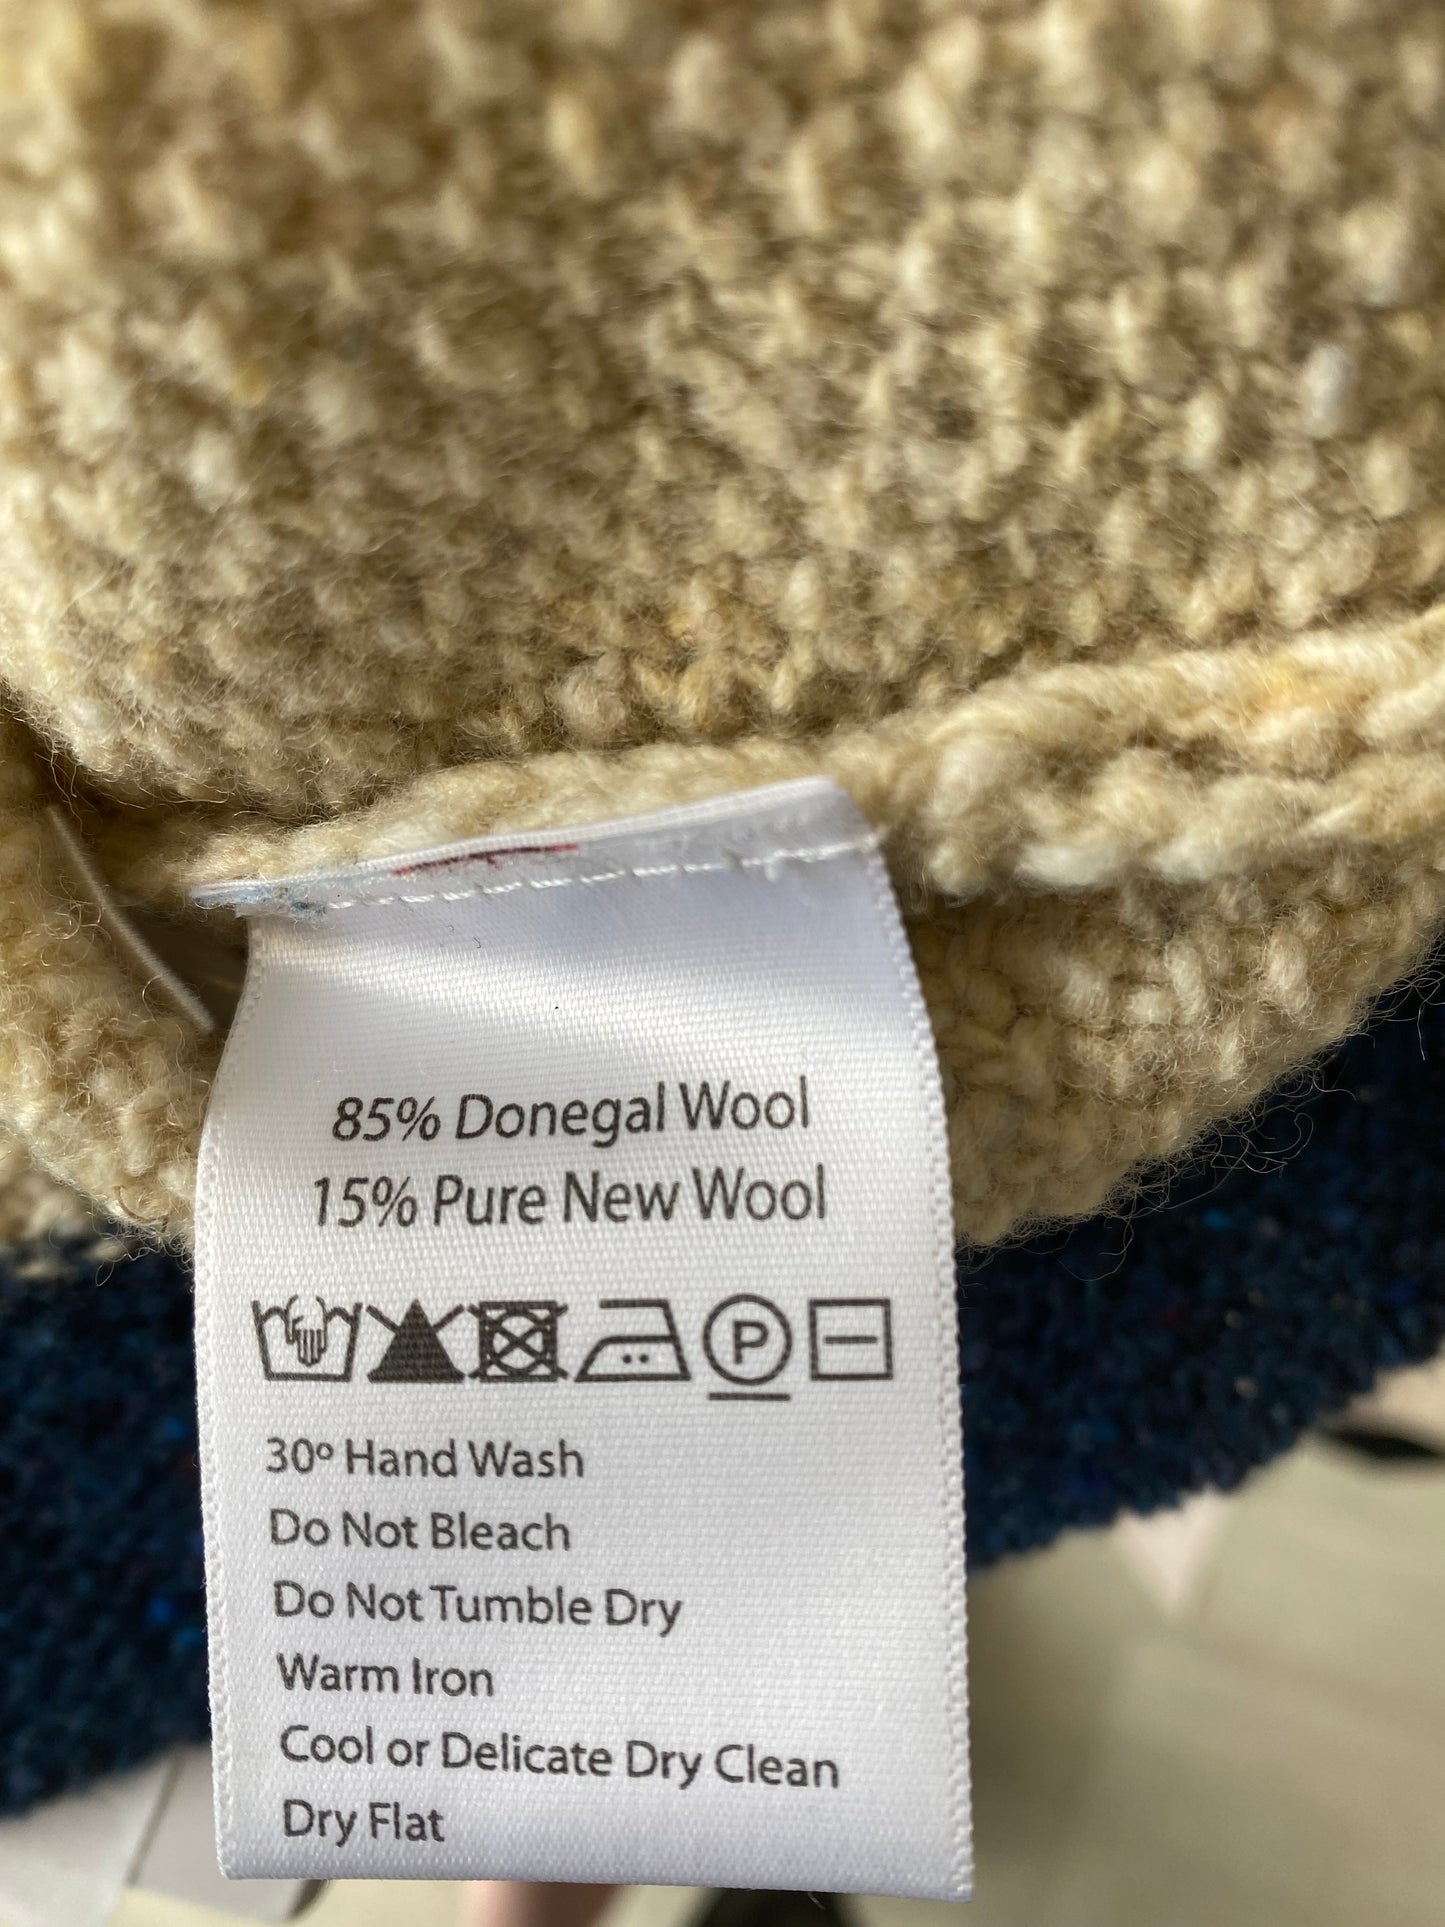 85% Donegal Wool
15% Pure New Wool
P
30º Hand Wash
Do Not Bleach
Do Not Tumble Dry
Warm Iron
Cool or Delicate Dry Clean
Dry Flat